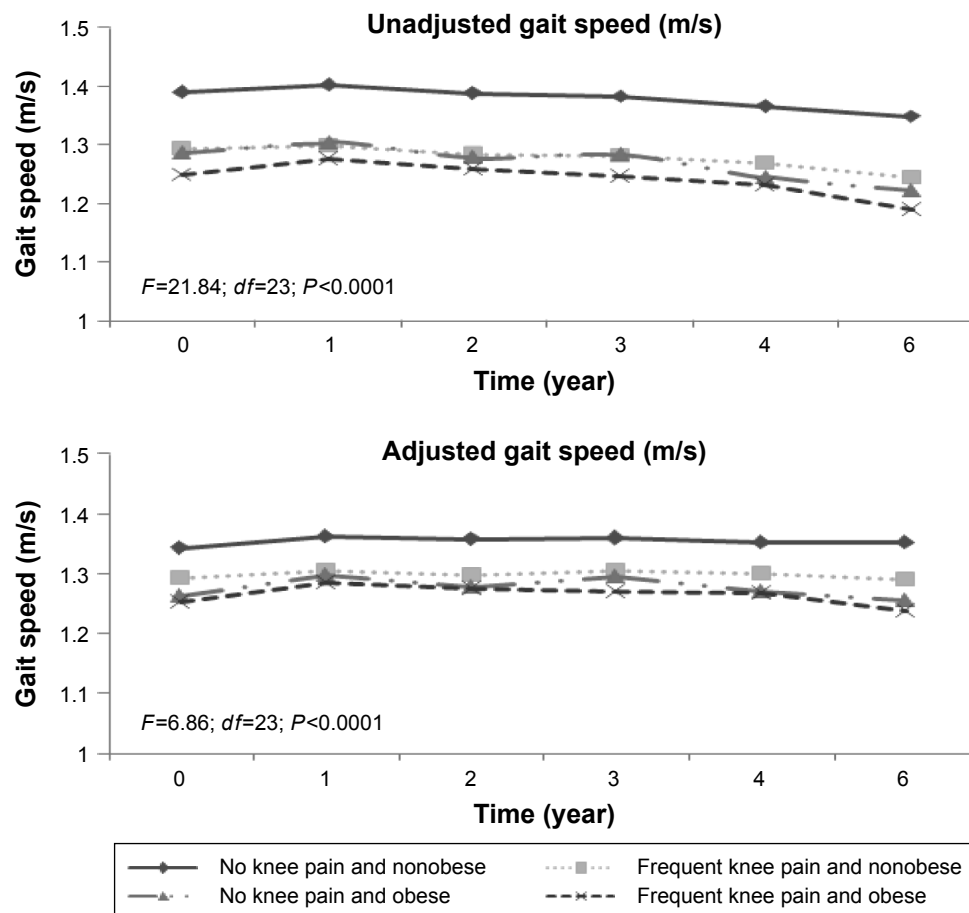 Unadjusted gait speed (m/s)
1.5
1.4
1.3
1.2
1.1
1
Gait speed (m/s)
F=21.84; df=23; P<0.0001
0 1 2 3 4 6
Time (year)
Adjusted gait speed (m/s)
1.5
1.4
1.3
1.2
1.1
1
Gait speed (m/s)
F=6.86; df=23; P<0.0001
0 1 2 3 4 6
Time (year)
No knee pain and nonobese
Frequent knee pain and nonobese
No knee pain and obese
Frequent knee pain and obese